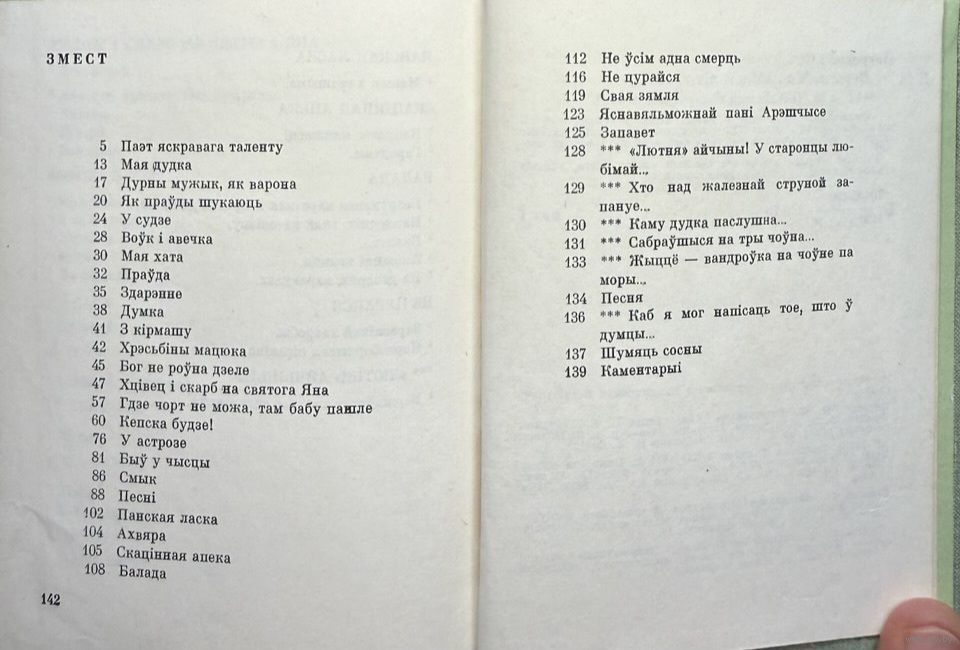 ЗМЕСТ
5 Паэт яскравага таленту
13 Мая дудка
17 Дурны мужык, як варона
20 Як праўды шукаюць
24 У судзе
28 Воўк і авечка
30 Мая хата
32 Праўда
35 Здарэнне
38 Думка
41 З кірмашу
42 Хрэсьбіны мацюка
45 Бог не роўна дзеле
47 Хцівец і скарб на святога Яна
57 Гдзе чорт не можа, там бабу пашле
60 Кепска будзе!
76 У астрозе
81 Быў у чысцы
86 Смык
88 Песні
102 Панская ласка
104 Ахвяра
105 Скацінная апека
108 Балада
142
112 Не ўсім адна смерць
116 Не цурайся
119 Свая зямля
123 Яснавяльможнай пані Арэшчысе
125 Запавет
128 *** «Лютня» айчыны! У старонцы лю-
бімай...
129 *** Хто над жалезнай струной за-
пануе...
130 *** Каму дудка паслушна...
131 *** Сабраўшыся на тры чоўна...
133 *** Жыццё — вандроўка на чоўне па
моры...
134 Песня
136 *** Каб я мог напісаць тое, што ў
думцы...
137 Шумяць сосны
139 Каментарыі